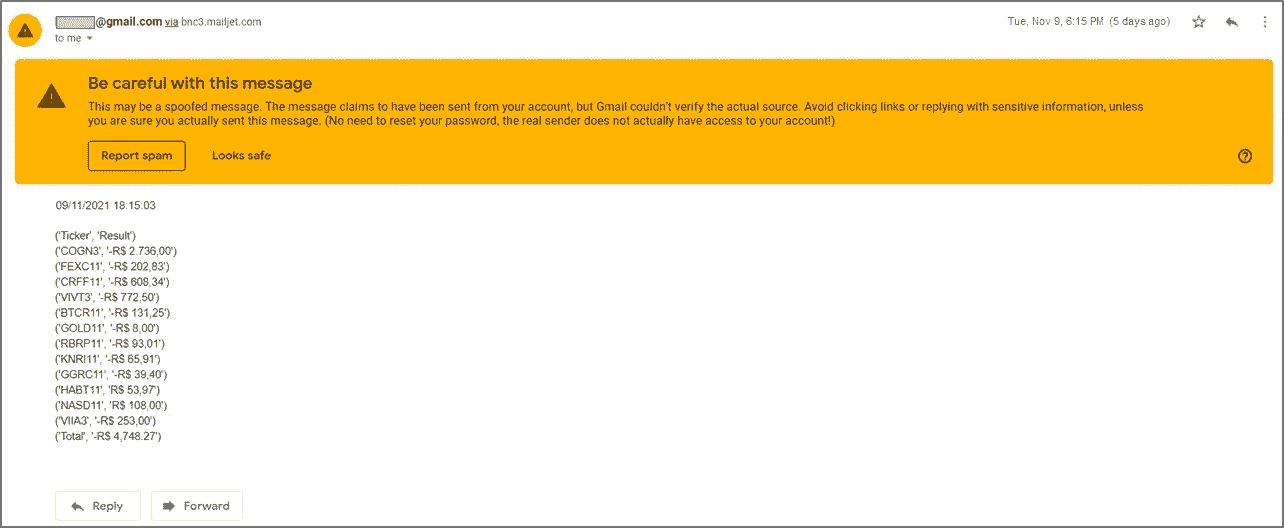 @gmail.com via bnc3.mailjet.com
Tue, Nov 9, 6:15 PM (5 days ago)
to me
Be careful with this message
This may be a spoofed message. The message claims to have been sent from your account, but Gmail couldn't verify the actual source. Avoid clicking links or replying with sensitive information, unless
you are sure you actually sent this message. (No need to reset your password, the real sender does not actually have access to your account!)
Report spam
Looks safe
09/11/2021 18:15:03
('Ticker', 'Result')
('COGN3', '-R$ 2.736,00')
('FEXC11', '-R$ 202,83')
('CRFF11', '-R$ 608,34')
('VIVT3', '-R$ 772,50')
('BTCR11', '-R$ 131,25')
('GOLD11', '-R$ 8,00')
('RBRP11', '-R$ 93,01')
('KNRI11', '-R$ 65,91')
('GGRC11', '-R$ 39,40')
('HABT11', 'R$ 53,97')
('NASD11', 'R$ 108,00')
('VIIA3', '-R$ 253,00')
('Total', '-R$ 4,748.27')
Reply
Forward